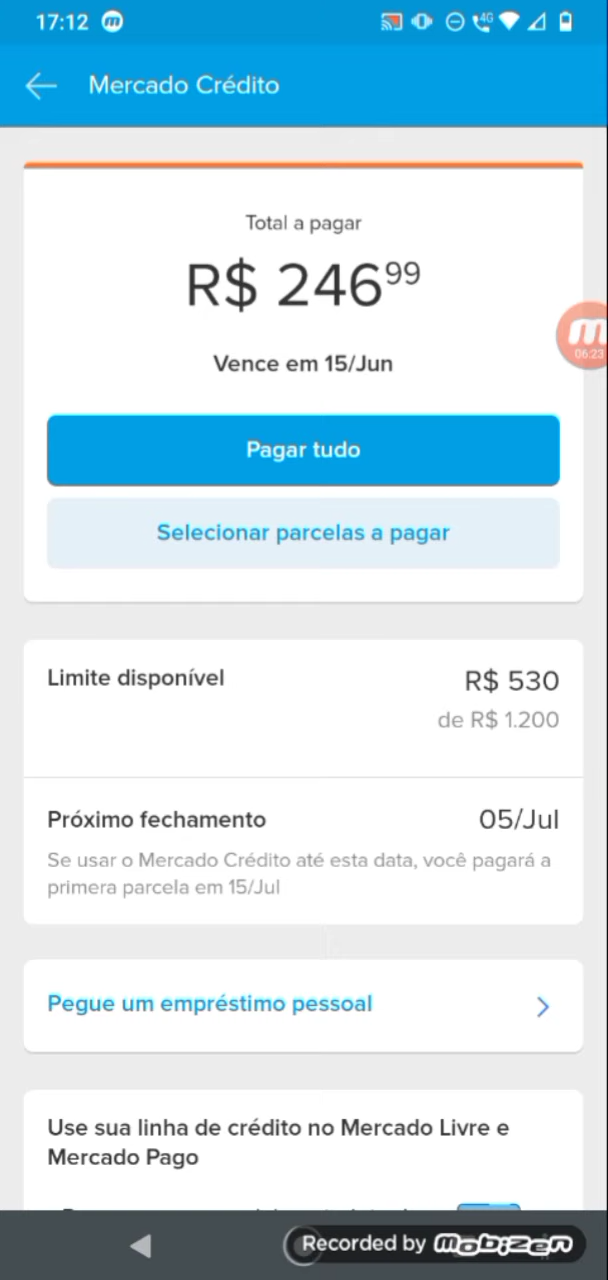 17:12
4G
Mercado Crédito
Total a pagar
R$ 24699
06:23
Vence em 15/Jun
Pagar tudo
Selecionar parcelas a pagar
Limite disponível
R$ 530
de R$ 1.200
Próximo fechamento
05/Jul
Se usar o Mercado Crédito até esta data, você pagará a
primeira parcela em 15/Jul
Pegue um empréstimo pessoal
Use sua linha de crédito no Mercado Livre e
Mercado Pago
Recorded by mobizen